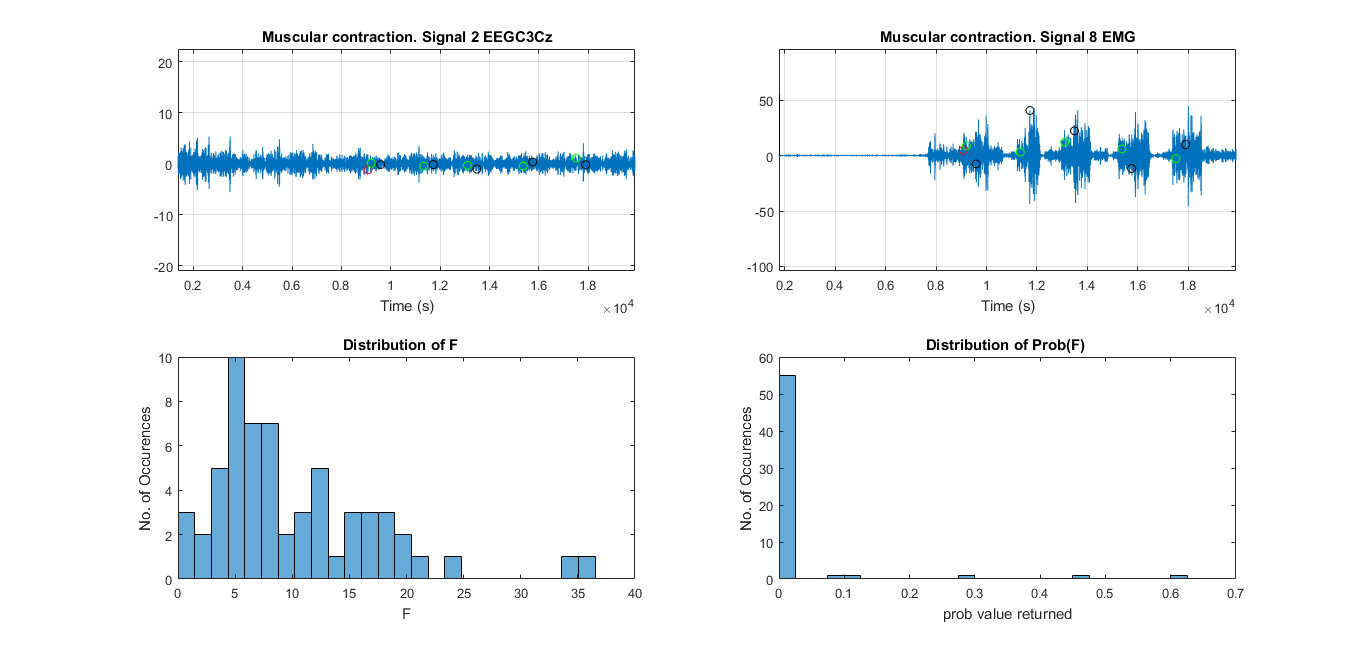 Muscular contraction. Signal 2 EEGC3Cz
20
10
0
-10
-20
0.2 0.4 0.6 0.8 1 1.2 1.4 1.6 1.8
Time (s)
×10^4
Muscular contraction. Signal 8 EMG
50
0
-50
-100
0.2 0.4 0.6 0.8 1 1.2 1.4 1.6 1.8
Time (s)
×10^4
Distribution of F
No. of Occurences
10
8
6
4
2
0
0 5 10 15 20 25 30 35 40
F
Distribution of Prob(F)
No. of Occurences
60
50
40
30
20
10
0
0 0.1 0.2 0.3 0.4 0.5 0.6 0.7
prob value returned